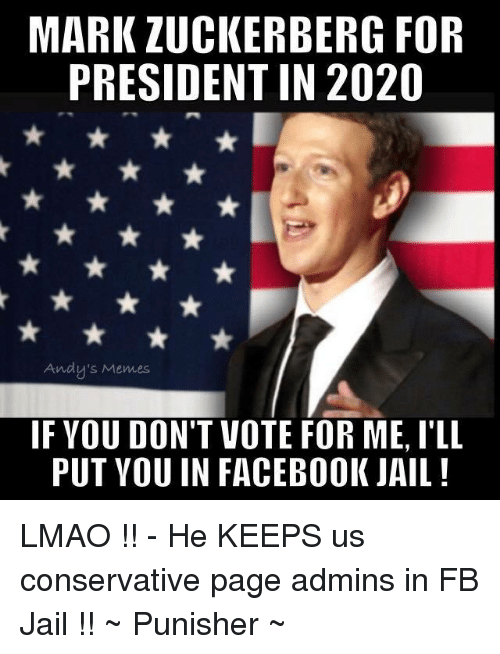 MARK ZUCKERBERG FOR
PRESIDENT IN 2020
Andy's Memes
IF YOU DON'T VOTE FOR ME, I'LL
PUT YOU IN FACEBOOK JAIL !
LMAO !! - He KEEPS us
conservative page admins in FB
Jail !! ~ Punisher ~